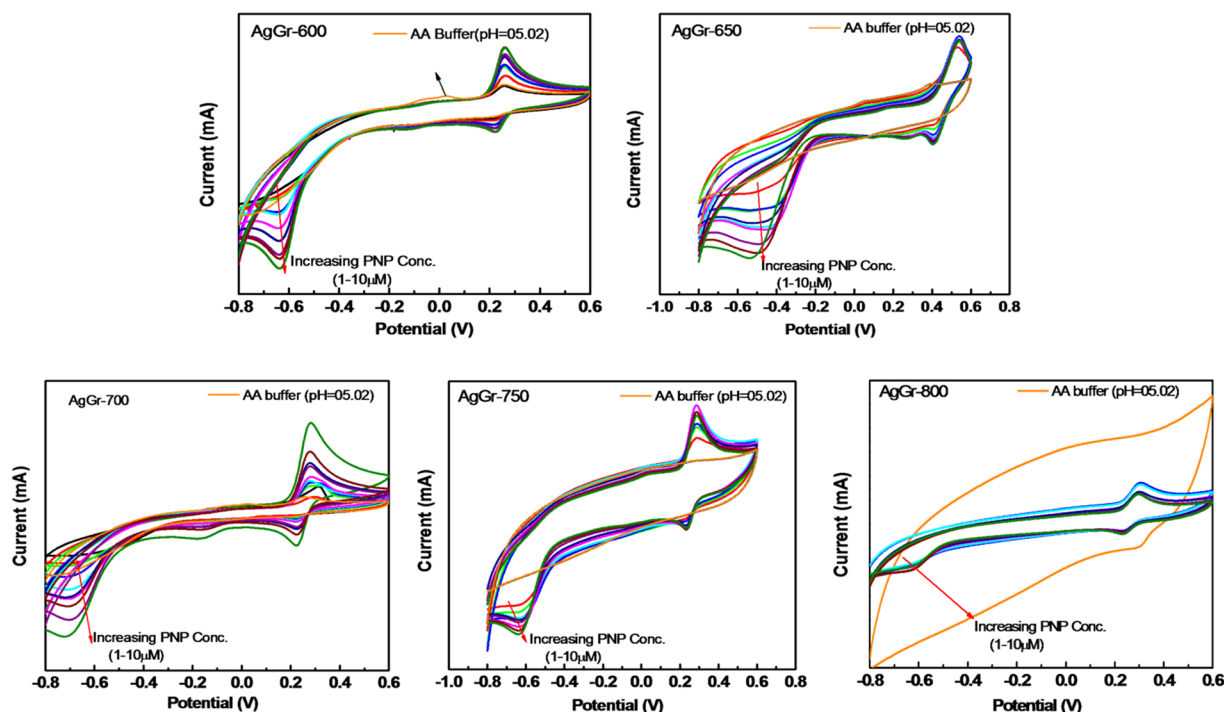 AgGr-600
AA Buffer(pH=05.02)
Current (mA)
Increasing PNP Conc.
(1-10μM)
-0.8 -0.6 -0.4 -0.2 0.0 0.2 0.4 0.6
Potential (V)
AgGr-650
AA buffer (pH=05.02)
Current (mA)
Increasing PNP Conc.
(1-10μM)
-1.0 -0.8 -0.6 -0.4 -0.2 0.0 0.2 0.4 0.6 0.8
Potential (V)
AgGr-700
AA buffer (pH=05.02)
Current (mA)
Increasing PNP Conc.
(1-10μM)
-0.8 -0.6 -0.4 -0.2 0.0 0.2 0.4 0.6
Potential (V)
AgGr-750
AA buffer (pH=05.02)
Current (mA)
Increasing PNP Conc.
(1-10μM)
-1.0 -0.8 -0.6 -0.4 -0.2 0.0 0.2 0.4 0.6 0.8
Potential (V)
AgGr-800
AA buffer (pH=05.02)
Current (mA)
Increasing PNP Conc.
(1-10μM)
-0.8 -0.6 -0.4 -0.2 0.0 0.2 0.4 0.6
Potential (V)